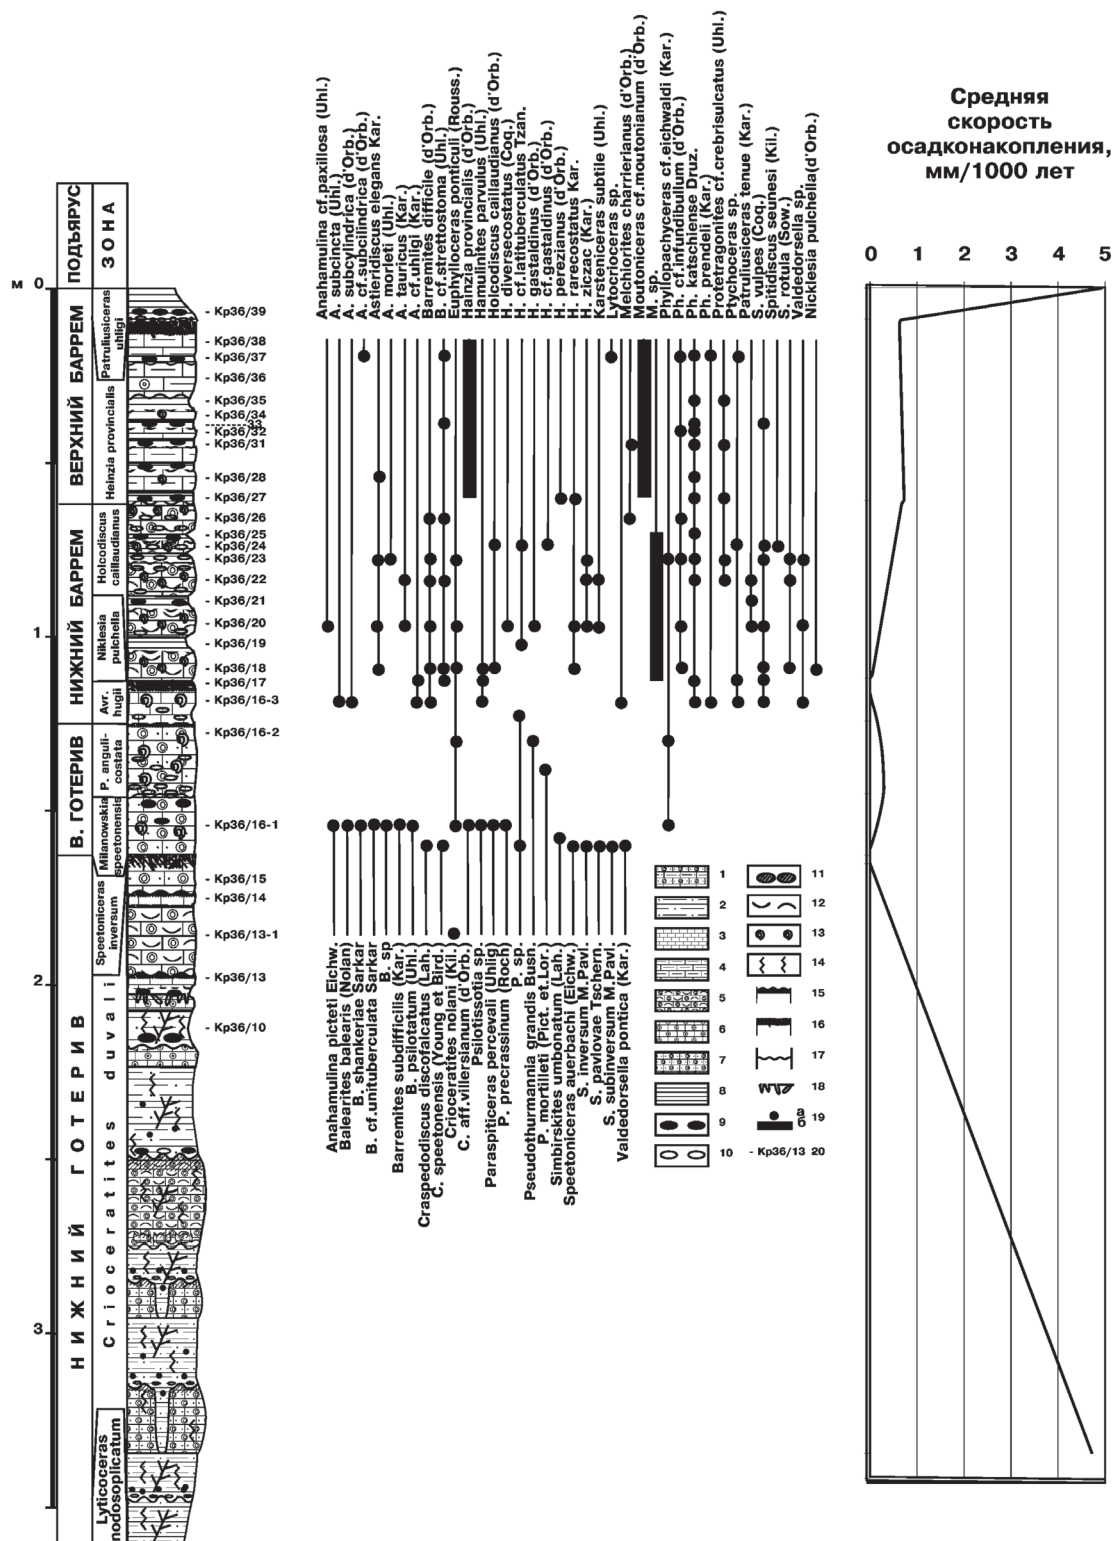 Средняя
скорость
осадконакопления,
мм/1000 лет
0 1 2 3 4 5
м
0
1
2
3
ПОДЪЯРУС
ЗОНА
ВЕРХНИЙ БАРРЕМ
НИЖНИЙ БАРРЕМ
В. ГОТЕРИВ
НИЖНИЙ ГОТЕРИВ
Patruliusiceras
uhligi
Heinzia provincialis
Holcodiscus
caillaudianus
Niklesia
pulchella
Avr.
hugii
P. anguli-
costata
Milanowskia
speetonensis
Speetoniceras
inversum
Crioceratites duvali
Lyticoceras
nodosoplicatum
- Кр36/39
- Кр36/38
- Кр36/37
- Кр36/36
- Кр36/35
- Кр36/34
33
- Кр36/32
- Кр36/31
- Кр36/28
- Кр36/27
- Кр36/26
- Кр36/25
- Кр36/24
- Кр36/23
- Кр36/22
- Кр36/21
- Кр36/20
- Кр36/19
- Кр36/18
- Кр36/17
- Кр36/16-3
- Кр36/16-2
- Кр36/16-1
- Кр36/15
- Кр36/14
- Кр36/13-1
- Кр36/13
- Кр36/10
Anahamulina cf.paxillosa (Uhl.)
A. subcincta (Uhl.)
A. subcylindrica (d'Orb.)
A. cf.subcilindrica (d'Orb.)
Astieridiscus elegans Kar.
A. morleti (Uhl.)
A. tauricus (Kar.)
A. cf.uhligi (Kar.)
Barremites difficile (d'Orb.)
B. cf.strettostoma (Uhl.)
Euphylloceras ponticuli (Rouss.)
Heinzia provincialis (d'Orb.)
Hamulinites parvulus (Uhl.)
Holcodiscus caillaudianus (d'Orb.)
H. diversecostatus (Coq.)
H. cf.latituberculatus Tzan.
H. gastaldinus (d'Orb.)
H. cf.gastaldinus (d'Orb.)
H. perezianus (d'Orb.)
H. rarecostatus Kar.
H. ziczac (Kar.)
Karsteniceras subtile (Uhl.)
Lytocrioceras sp.
Melchiorites charrierianus (d'Orb.)
Moutoniceras cf.moutonianum (d'Orb.)
M. sp.
Phyllopachyceras cf.eichwaldi (Kar.)
Ph. cf.infundibullum (d'Orb.)
Ph. katschiense Druz.
Ph. prendeli (Kar.)
Protetragonites cf.crebrisulcatus (Uhl.)
Ptychoceras sp.
Patruliusiceras tenue (Kar.)
S. vulpes (Coq.)
Spitidiscus seunesi (Kil.)
S. rotula (Sow.)
Valdedorsella sp.
Nicklesia pulchella(d'Orb.)
Anahamulina picteti Eichw.
Balearites balearis (Nolan)
B. shankeriae Sarkar
B. cf.unituberculata Sarkar
B. sp
Barremites subdifficilis (Kar.)
B. psilotatum (Uhl.)
Craspedodiscus discofalcatus (Lah.)
C. speetonensis (Young et Bird.)
Crioceratites nolani (Kil.)
C. aff.villersianum (d'Orb.)
Psilotissotia sp
Paraspiticeras percevali (Uhlig)
P. precrassinum (Roch)
P. sp.
Pseudothurmannia grandis Busn.
P. mortilleti (Pict. et.Lor.)
Simbirskites umbonatum (Lah.)
Speetoniceras auerbachi (Eichw.)
S. inversum M.Pavl.
S. pavlovae Tschern.
S. subinversum M.Pavl.
Valdedorsella pontica (Kar.)
1
2
3
4
5
6
7
8
9
10
11
12
13
14
15
16
17
18
а
б
19
- Кр36/13 20